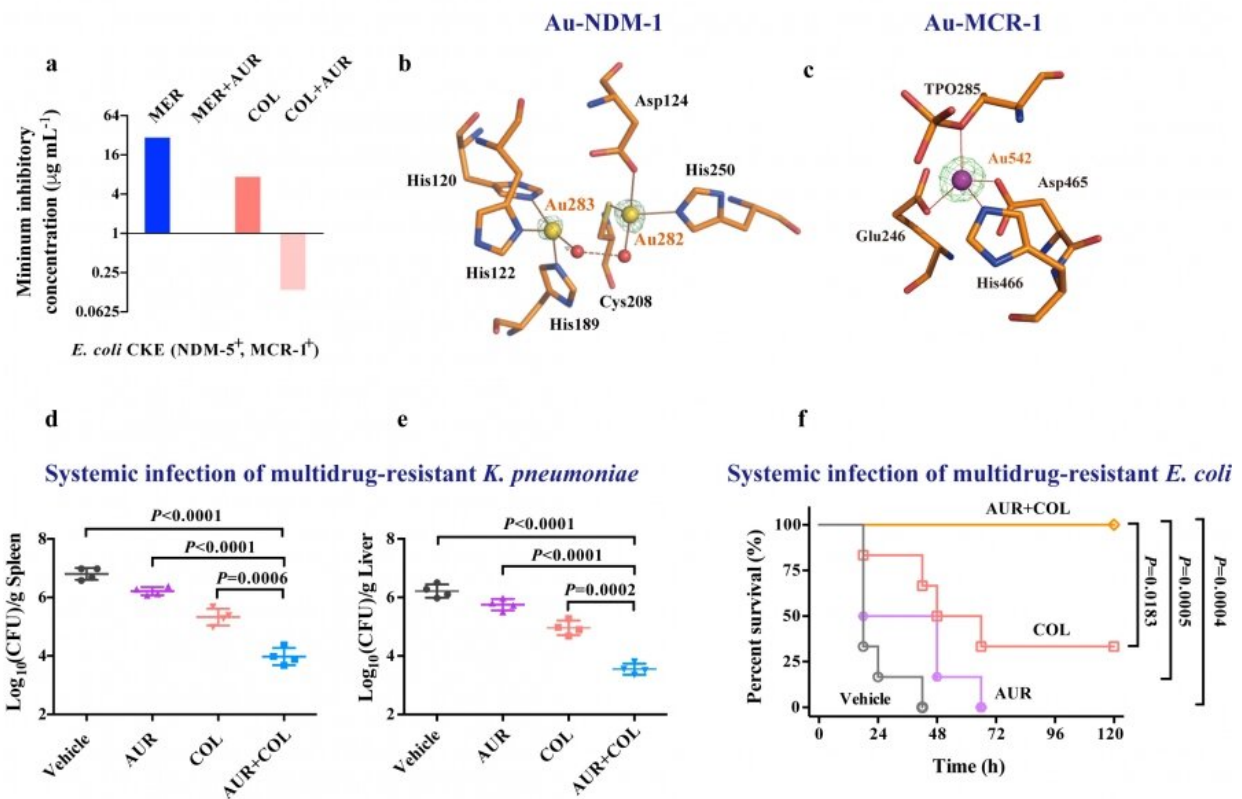 Au-NDM-1
Au-MCR-1
a
MER
MER+AUR
COL
COL+AUR
Mininum inhibitory
concentration (μg mL⁻¹)
64
16
4
1
0.25
0.0625
E. coli CKE (NDM-5⁺, MCR-1⁺)
b
Asp124
His120
Au283
His250
Au282
His122
Cys208
His189
c
TPO285
Au542
Asp465
Glu246
His466
d
e
f
Systemic infection of multidrug-resistant K. pneumoniae
Systemic infection of multidrug-resistant E. coli
P<0.0001
P<0.0001
P=0.0006
Log₁₀(CFU)/g Spleen
8
6
4
2
Vehicle
AUR
COL
AUR+COL
P<0.0001
P<0.0001
P=0.0002
Log₁₀(CFU)/g Liver
8
6
4
2
Vehicle
AUR
COL
AUR+COL
AUR+COL
Percent survival (%)
100
75
50
25
0
COL
Vehicle
AUR
0 24 48 72 96 120
Time (h)
P=0.0183
P=0.0005
P=0.0004